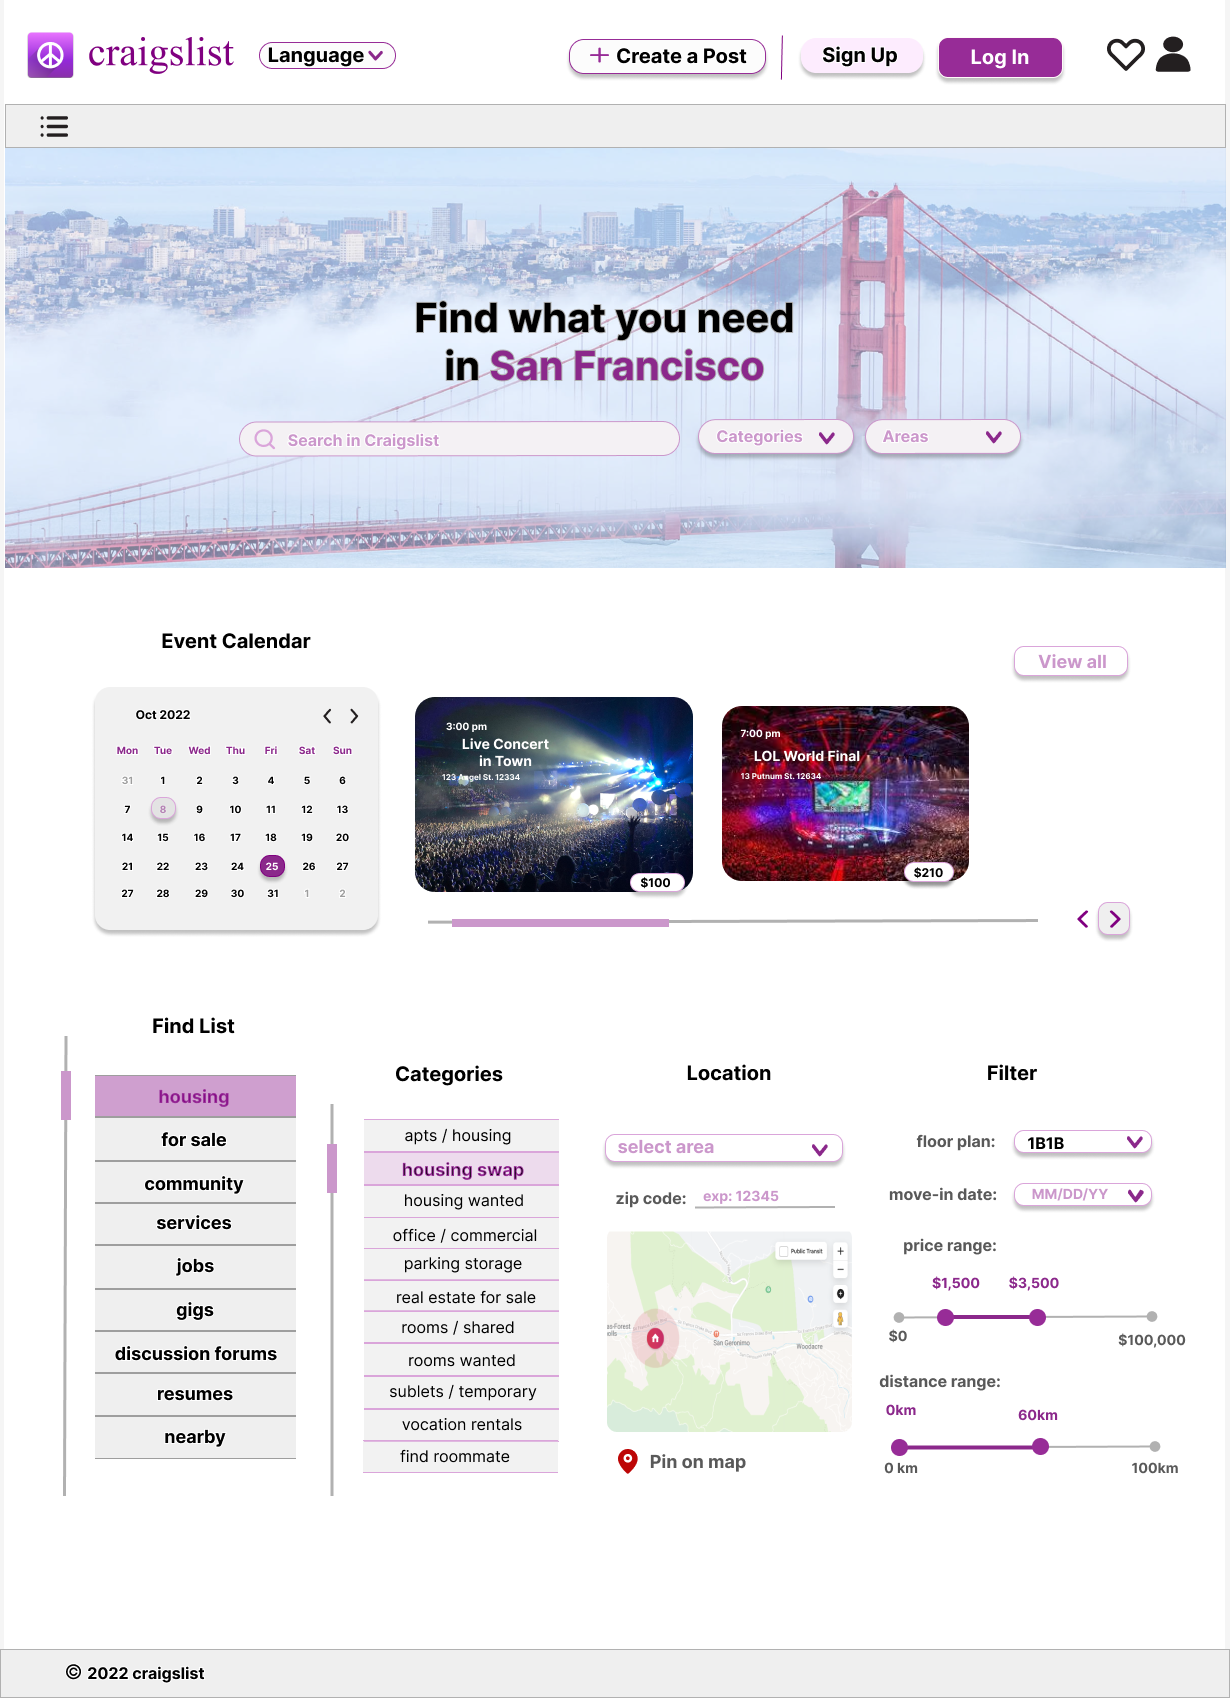 craigslist
Language
Create a Post
Sign Up
Log In
Find what you need
in San Francisco
Search in Craigslist
Categories
Areas
Event Calendar
View all
Oct 2022
Mon Tue Wed Thu Fri Sat Sun
31 1 2 3 4 5 6
7 8 9 10 11 12 13
14 15 16 17 18 19 20
21 22 23 24 25 26 27
27 28 29 30 31 1 2
3:00 pm
Live Concert
in Town
123 Angel St. 12334
$100
7:00 pm
LOL World Final
13 Putnum St. 12634
$210
Find List
housing
for sale
community
services
jobs
gigs
discussion forums
resumes
nearby
Categories
apts / housing
housing swap
housing wanted
office / commercial
parking storage
real estate for sale
rooms / shared
rooms wanted
sublets / temporary
vocation rentals
find roommate
Location
select area
zip code: exp: 12345
Public Transit
+
−
San Geronimo
Woodacre
Pin on map
Filter
floor plan: 1B1B
move-in date: MM/DD/YY
price range:
$1,500 $3,500
$0 $100,000
distance range:
0km 60km
0 km 100km
© 2022 craigslist